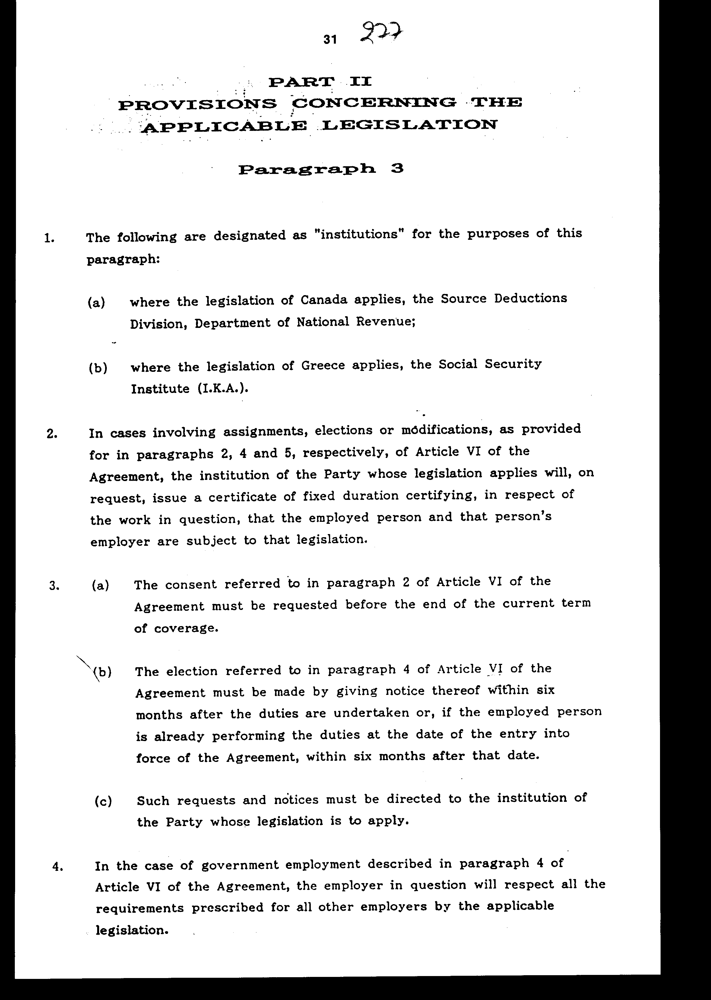 31 277
PART II
PROVISIONS CONCERNING THE
APPLICABLE LEGISLATION
Paragraph 3
1. The following are designated as "institutions" for the purposes of this
paragraph:
(a) where the legislation of Canada applies, the Source Deductions
Division, Department of National Revenue;
(b) where the legislation of Greece applies, the Social Security
Institute (I.K.A.).
2. In cases involving assignments, elections or modifications, as provided
for in paragraphs 2, 4 and 5, respectively, of Article VI of the
Agreement, the institution of the Party whose legislation applies will, on
request, issue a certificate of fixed duration certifying, in respect of
the work in question, that the employed person and that person's
employer are subject to that legislation.
3. (a) The consent referred to in paragraph 2 of Article VI of the
Agreement must be requested before the end of the current term
of coverage.
(b) The election referred to in paragraph 4 of Article VI of the
Agreement must be made by giving notice thereof within six
months after the duties are undertaken or, if the employed person
is already performing the duties at the date of the entry into
force of the Agreement, within six months after that date.
(c) Such requests and notices must be directed to the institution of
the Party whose legislation is to apply.
4. In the case of government employment described in paragraph 4 of
Article VI of the Agreement, the employer in question will respect all the
requirements prescribed for all other employers by the applicable
legislation.